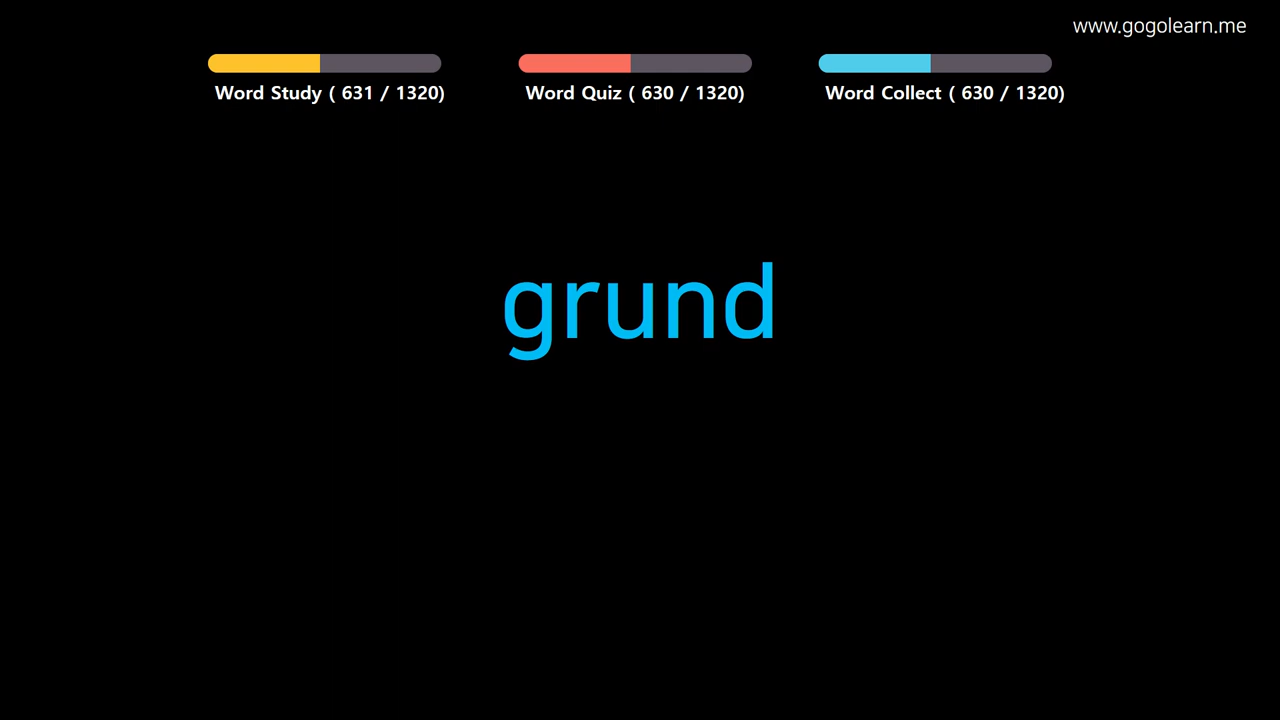 www.gogolearn.me
Word Study ( 631 / 1320)
Word Quiz ( 630 / 1320)
Word Collect ( 630 / 1320)
grund